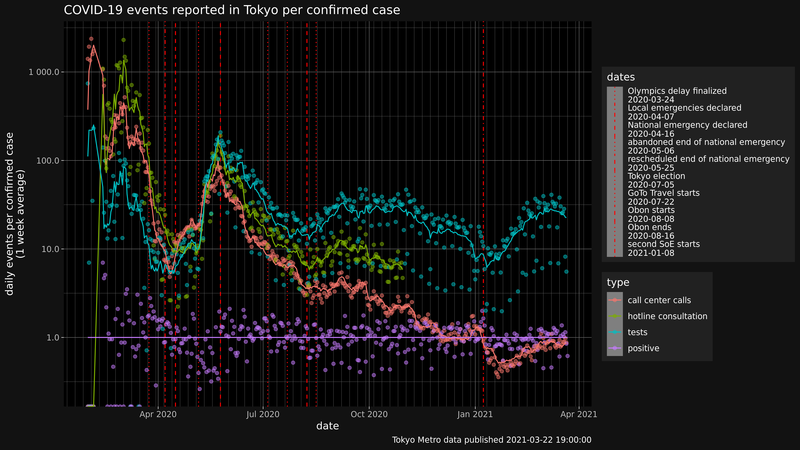 COVID-19 events reported in Tokyo per confirmed case
daily events per confirmed case
(1 week average)
1 000.0
100.0
10.0
1.0
Apr 2020
Jul 2020
Oct 2020
Jan 2021
Apr 2021
date
Tokyo Metro data published 2021-03-22 19:00:00
dates
Olympics delay finalized
2020-03-24
Local emergencies declared
2020-04-07
National emergency declared
2020-04-16
abandoned end of national emergency
2020-05-06
rescheduled end of national emergency
2020-05-25
Tokyo election
2020-07-05
GoTo Travel starts
2020-07-22
Obon starts
2020-08-08
Obon ends
2020-08-16
second SoE starts
2021-01-08
type
call center calls
hotline consultation
tests
positive